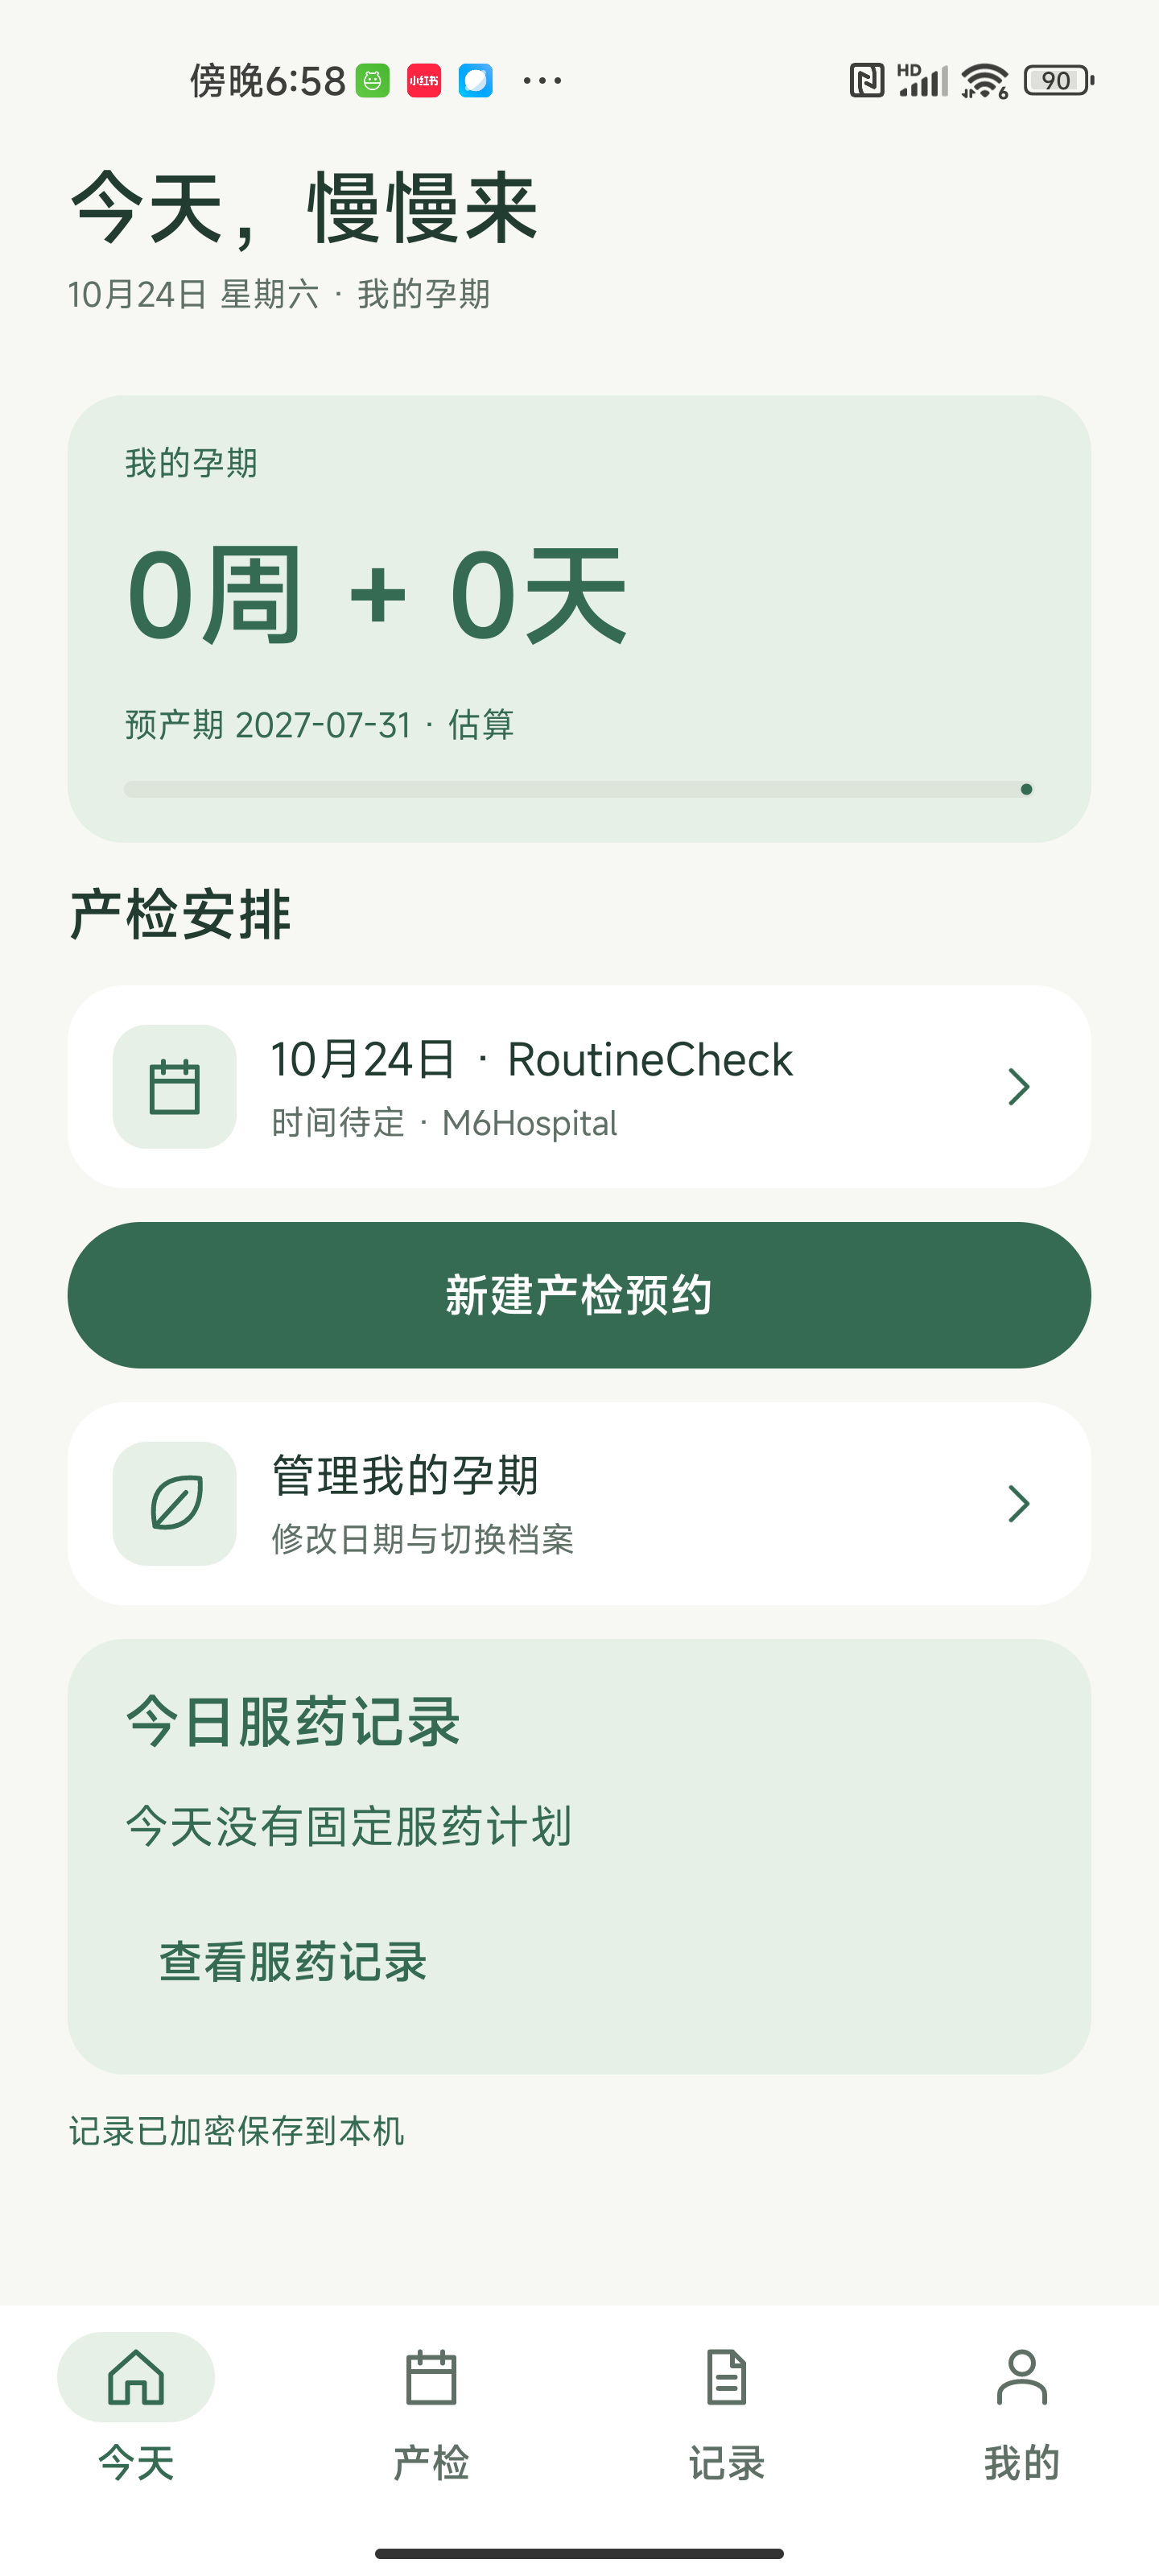 傍晚6:58
小红书
HD
6
90
今天，慢慢来
10月24日 星期六 · 我的孕期
我的孕期
0周 + 0天
预产期 2027-07-31 · 估算
产检安排
10月24日 · RoutineCheck
时间待定 · M6Hospital
新建产检预约
管理我的孕期
修改日期与切换档案
今日服药记录
今天没有固定服药计划
查看服药记录
记录已加密保存到本机
今天
产检
记录
我的